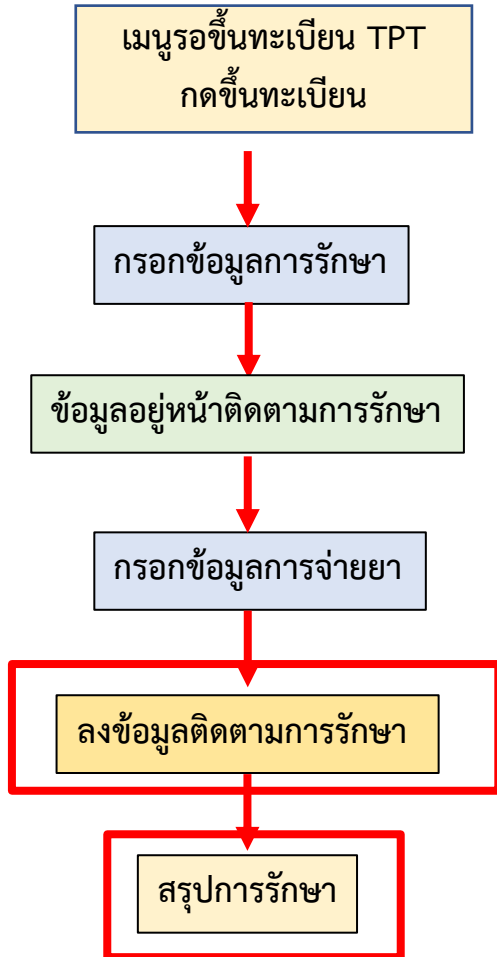 เมนูรอขึ้นทะเบียน TPT
กดขึ้นทะเบียน
กรอกข้อมูลการรักษา
ข้อมูลอยู่หน้าติดตามการรักษา
กรอกข้อมูลการจ่ายยา
ลงข้อมูลติดตามการรักษา
สรุปการรักษา